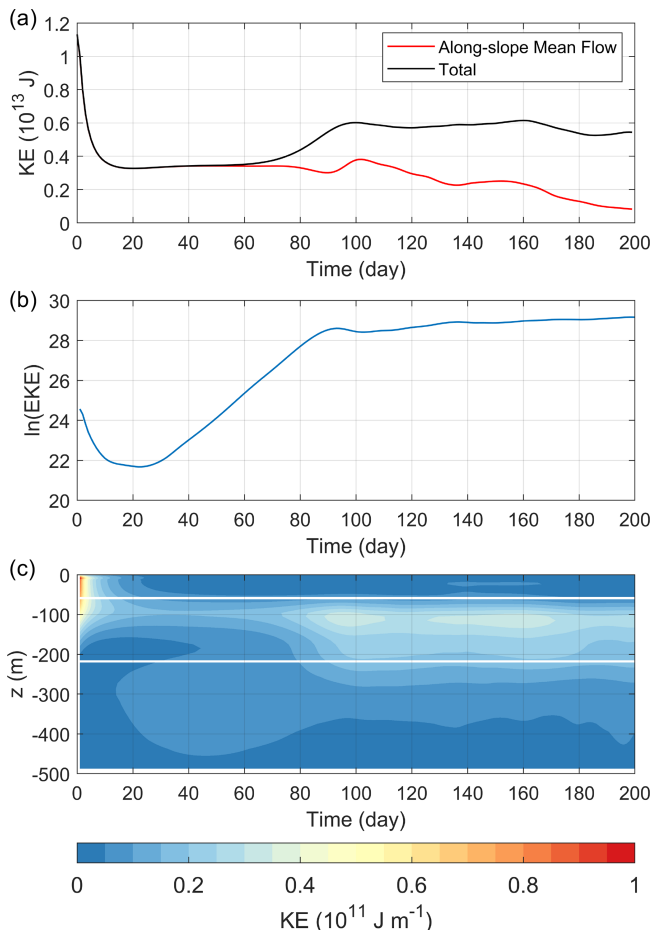 (a)
1.2
1
0.8
0.6
0.4
0.2
0
KE (10^13 J)
Along-slope Mean Flow
Total
0 20 40 60 80 100 120 140 160 180 200
Time (day)
(b)
30
28
26
24
22
20
ln(EKE)
0 20 40 60 80 100 120 140 160 180 200
Time (day)
(c)
0
-100
-200
-300
-400
-500
z (m)
0 20 40 60 80 100 120 140 160 180 200
Time (day)
0 0.2 0.4 0.6 0.8 1
KE (10^11 J m^-1)